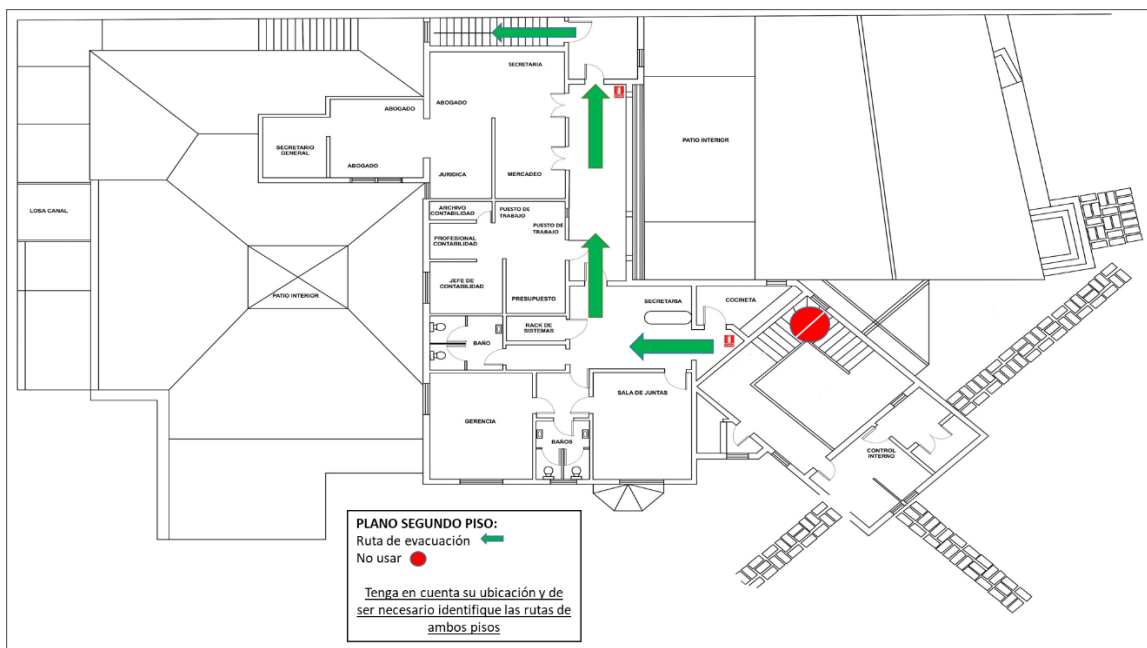 SECRETARIA
ABOGADO
ABOGADO
SECRETARIO
GENERAL
ABOGADO
JURIDICA
MERCADEO
PATIO INTERIOR
LOSA CANAL
ARCHIVO
CONTABILIDAD
PUESTO DE
TRABAJO
PUESTO DE
TRABAJO
PROFESIONAL
CONTABILIDAD
JEFE DE
CONTABILIDAD
PRESUPUESTO
PATIO INTERIOR
SECRETARIA
COCINETA
RACK DE
SISTEMAS
BAÑO
SALA DE JUNTAS
GERENCIA
BAÑOS
CONTROL
INTERNO
PLANO SEGUNDO PISO:
Ruta de evacuación
No usar
Tenga en cuenta su ubicación y de
ser necesario identifique las rutas de
ambos pisos